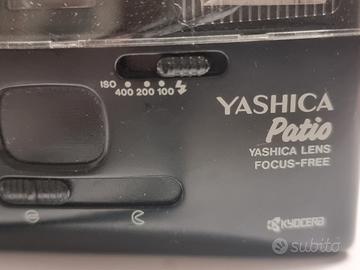 ISO
400 200 100
YASHICA
Patio
YASHICA LENS
FOCUS-FREE
KYOCERA
subito